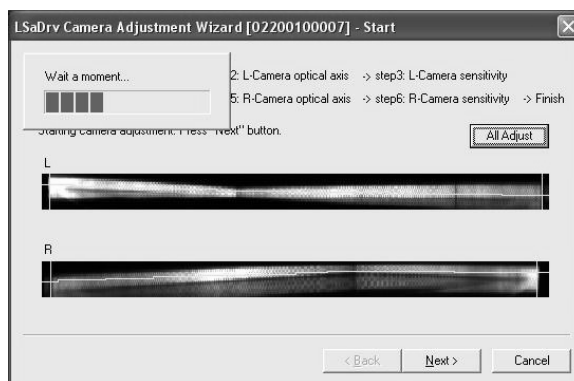 LSaDrv Camera Adjustment Wizard [02200100007] - Start
Wait a moment...
2: L-Camera optical axis -> step3: L-Camera sensitivity
5: R-Camera optical axis -> step6: R-Camera sensitivity -> Finish
Starting camera adjustment. Press "Next" button.
All Adjust
L
R
< Back Next > Cancel